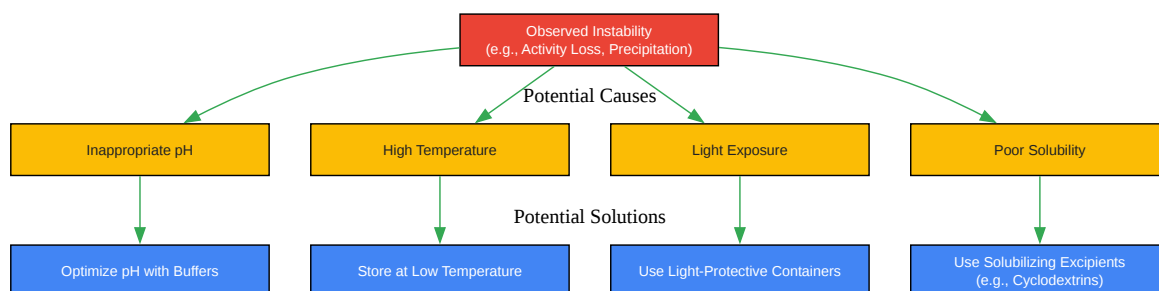 Observed Instability
(e.g., Activity Loss, Precipitation)
Potential Causes
Inappropriate pH
High Temperature
Light Exposure
Poor Solubility
Potential Solutions
Optimize pH with Buffers
Store at Low Temperature
Use Light-Protective Containers
Use Solubilizing Excipients
(e.g., Cyclodextrins)